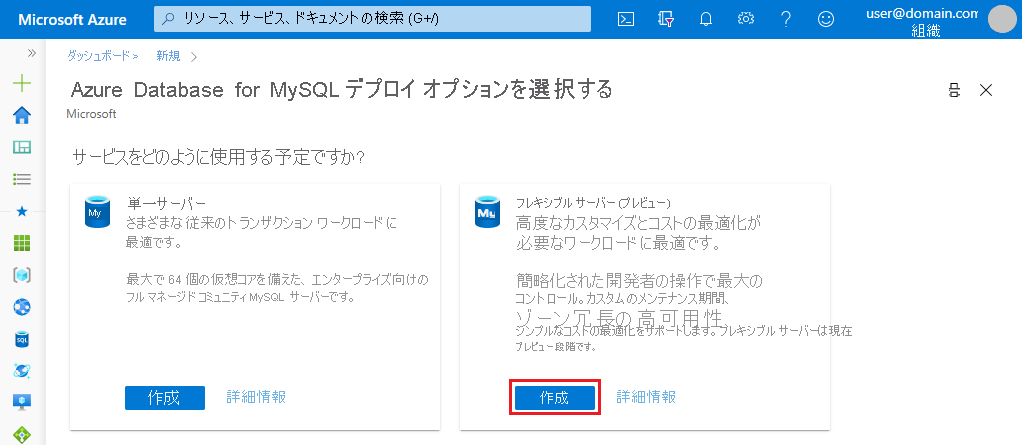 Microsoft Azure
リソース、サービス、ドキュメントの検索 (G+/)
user@domain.com
組織
ダッシュボード > 新規 >
Azure Database for MySQL デプロイ オプションを選択する
Microsoft
サービスをどのように使用する予定ですか?
My
単一サーバー
さまざまな従来のトランザクション ワークロードに
最適です。
最大で 64 個の仮想コアを備えた、エンタープライズ向けの
フル マネージド コミュニティ MySQL サーバーです。
作成 詳細情報
My
フレキシブル サーバー (プレビュー)
高度なカスタマイズとコストの最適化が
必要なワークロードに最適です。
簡略化された開発者の操作で最大の
コントロール。カスタムのメンテナンス期間、
ゾーン冗長の高可用性
シンプルなコストの最適化をサポートします。フレキシブル サーバーは現在
プレビュー段階です。
作成 詳細情報
SQL